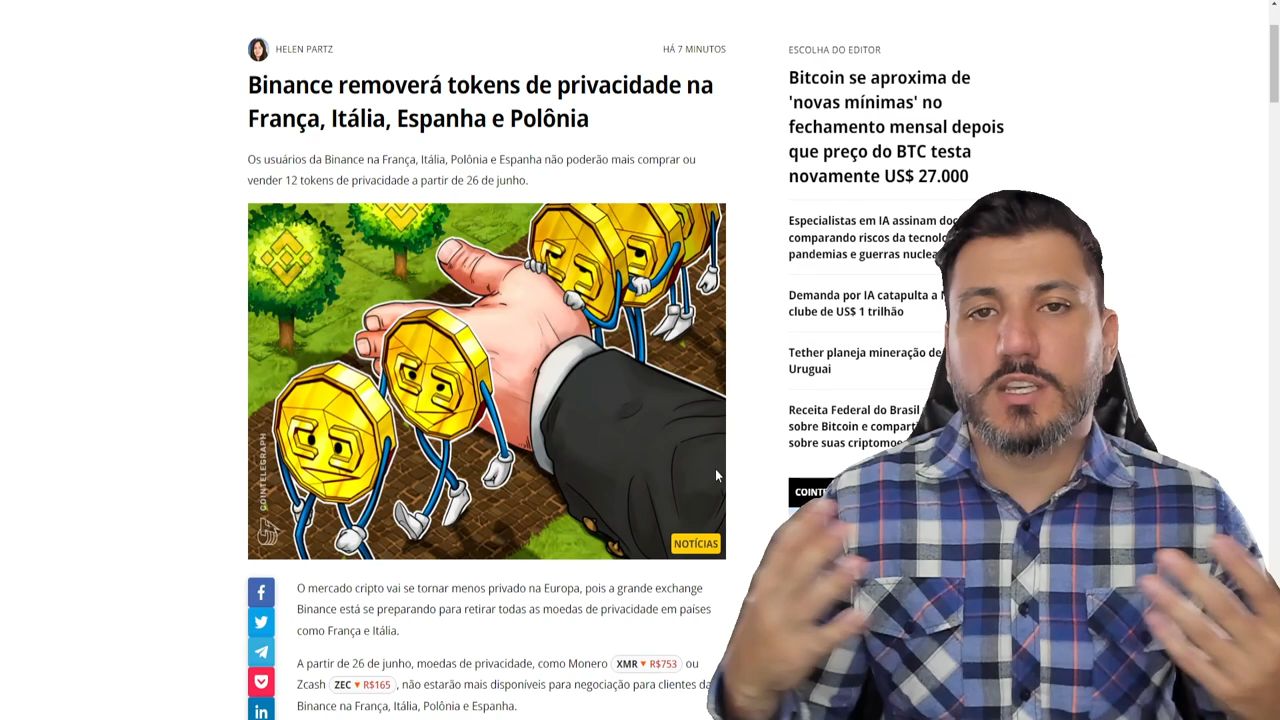 HELEN PARTZ
HÁ 7 MINUTOS
Binance removerá tokens de privacidade na
França, Itália, Espanha e Polônia
Os usuários da Binance na França, Itália, Polônia e Espanha não poderão mais comprar ou
vender 12 tokens de privacidade a partir de 26 de junho.
COINTELEGRAPH
NOTÍCIAS
O mercado cripto vai se tornar menos privado na Europa, pois a grande exchange
Binance está se preparando para retirar todas as moedas de privacidade em países
como França e Itália.
A partir de 26 de junho, moedas de privacidade, como Monero XMR ▼ R$753 ou
Zcash ZEC ▼ R$165 , não estarão mais disponíveis para negociação para clientes da
Binance na França, Itália, Polônia e Espanha.
ESCOLHA DO EDITOR
Bitcoin se aproxima de
'novas mínimas' no
fechamento mensal depois
que preço do BTC testa
novamente US$ 27.000
Especialistas em IA assinam
comparando riscos da
pandemias e guerras
Demanda por IA catapulta a
clube de US$ 1 trilhão
Tether planeja mineração de
Uruguai
Receita Federal do Brasil
sobre Bitcoin e
sobre suas